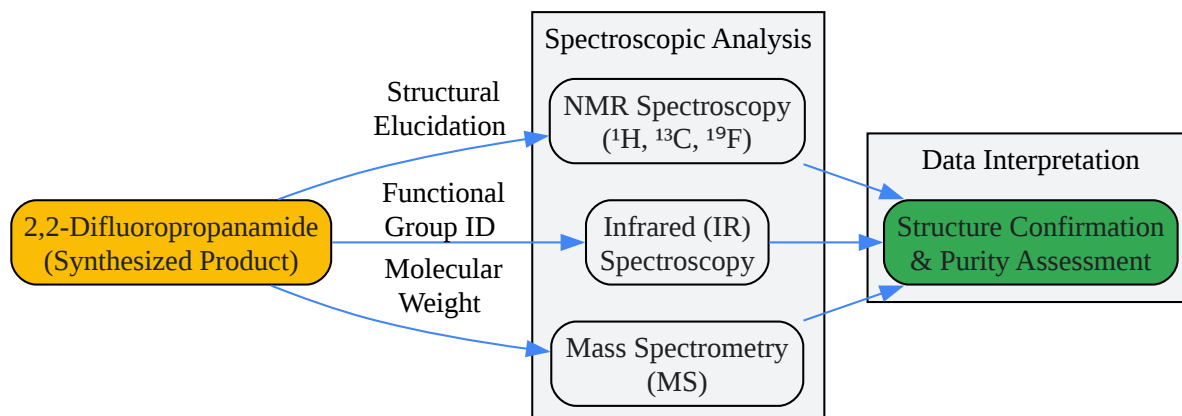 Spectroscopic Analysis
Structural
Elucidation
NMR Spectroscopy
(¹H, ¹³C, ¹⁹F)
Data Interpretation
2,2-Difluoropropanamide
(Synthesized Product)
Functional
Group ID
Infrared (IR)
Spectroscopy
Structure Confirmation
& Purity Assessment
Molecular
Weight
Mass Spectrometry
(MS)